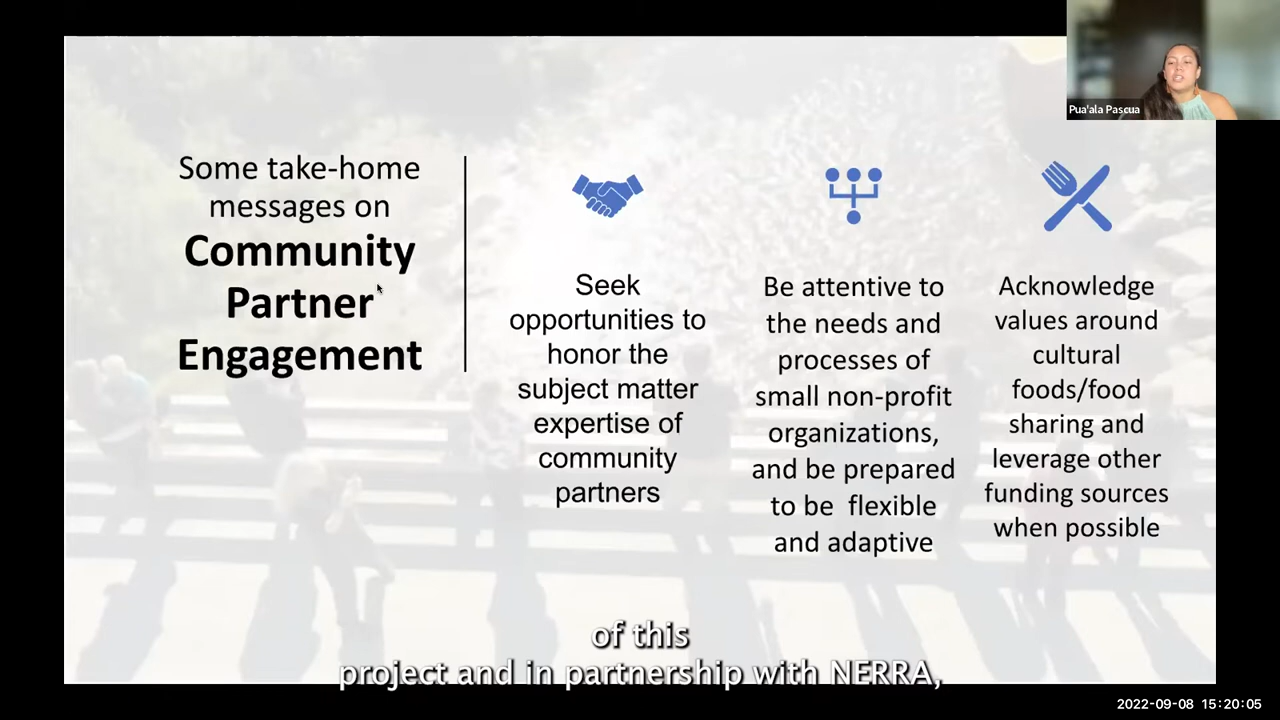 Pua'ala Pascua
Some take-home
messages on
Community
Partner
Engagement
Seek
opportunities to
honor the
subject matter
expertise of
community
partners
Be attentive to
the needs and
processes of
small non-profit
organizations,
and be prepared
to be flexible
and adaptive
Acknowledge
values around
cultural
foods/food
sharing and
leverage other
funding sources
when possible
of this
project and in partnership with NERRA,
2022-09-08 15:20:05